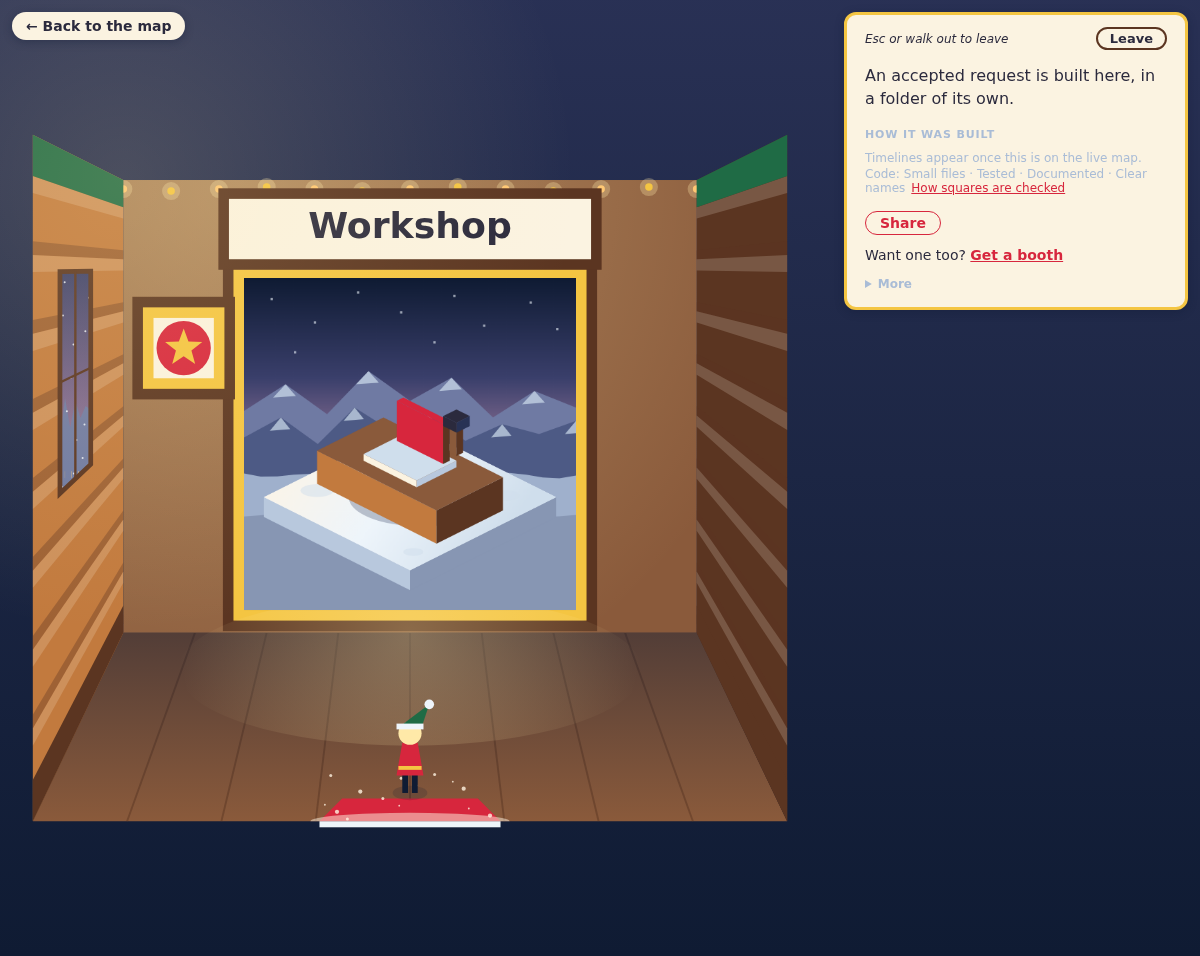 ← Back to the map
Esc or walk out to leave
Leave
An accepted request is built here, in
a folder of its own.
HOW IT WAS BUILT
Timelines appear once this is on the live map.
Code: Small files · Tested · Documented · Clear
names How squares are checked
Share
Want one too? Get a booth
More
Workshop